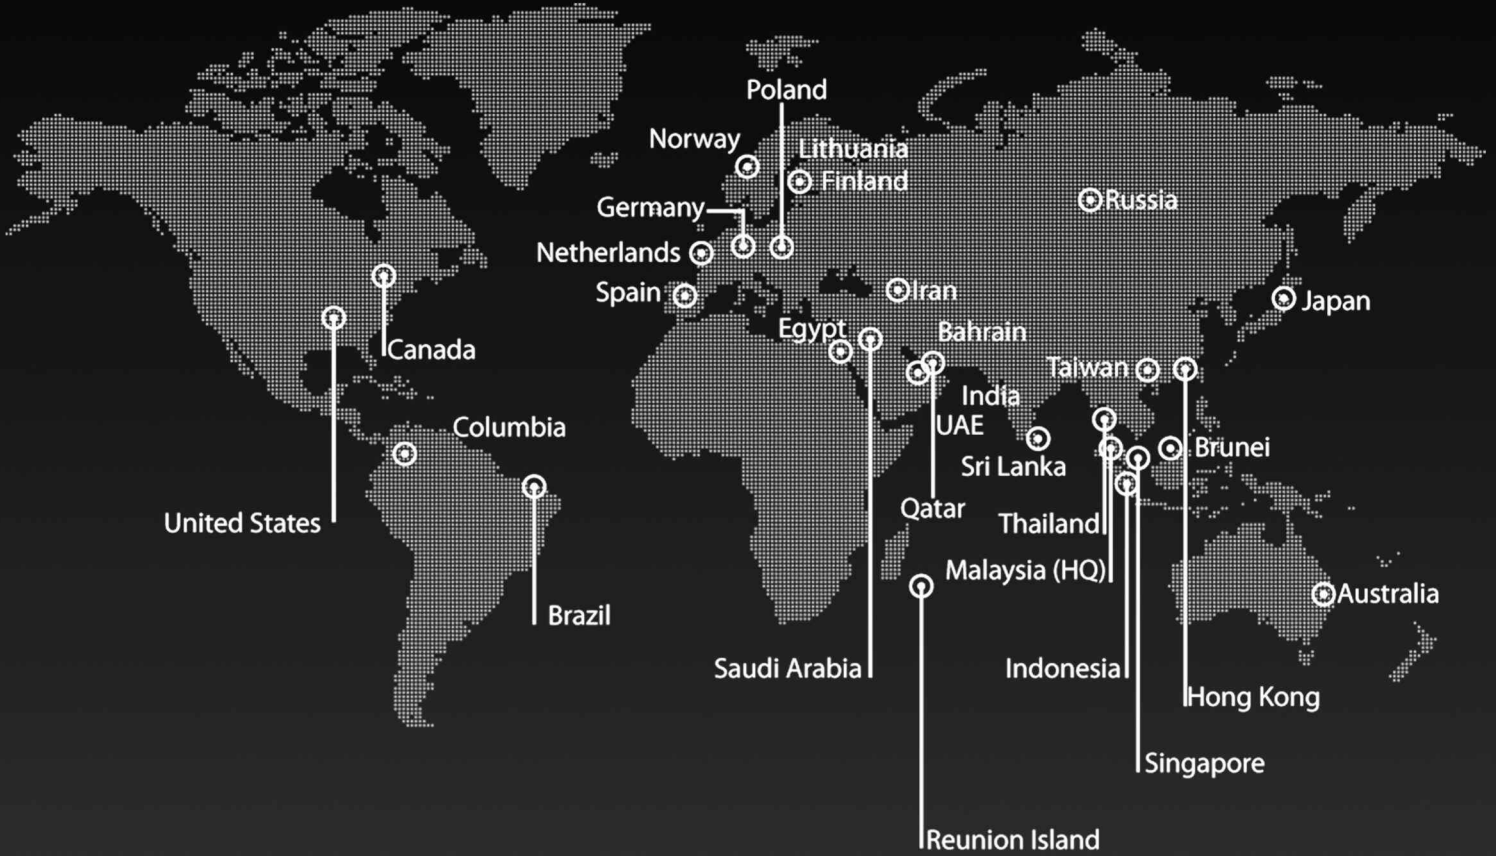 Poland
Norway
Lithuania
Finland
Russia
Germany
Netherlands
Spain
Iran
Japan
Egypt
Bahrain
Canada
Taiwan
India
UAE
Columbia
Brunei
Sri Lanka
Qatar
United States
Thailand
Malaysia (HQ)
Australia
Brazil
Saudi Arabia
Indonesia
Hong Kong
Singapore
Reunion Island